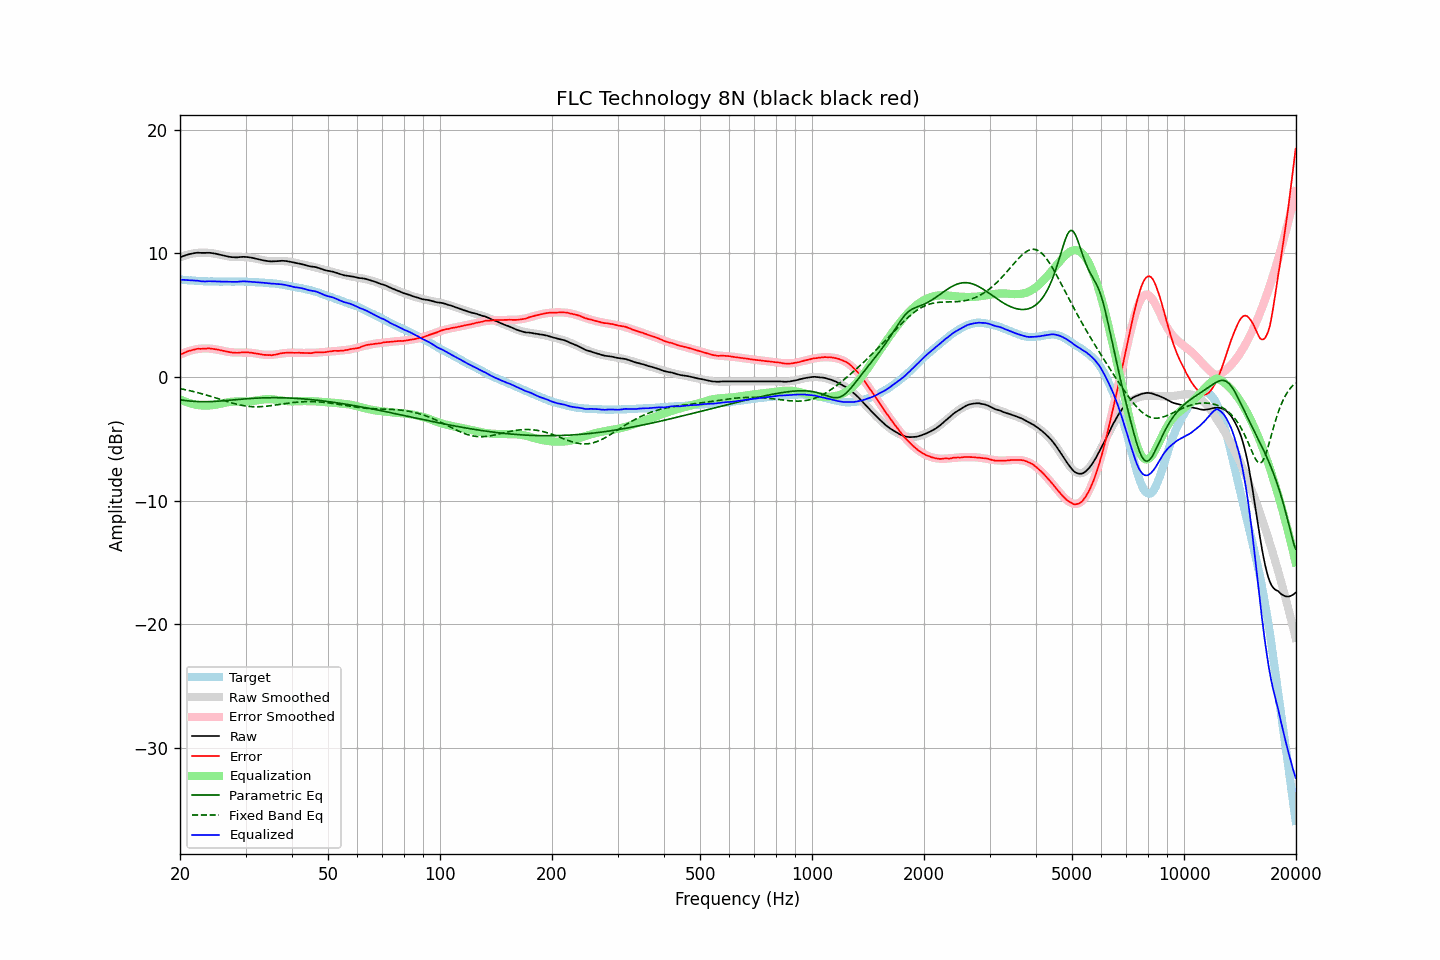 FLC Technology 8N (black black red)
20
10
0
−10
−20
−30
Amplitude (dBr)
Target
Raw Smoothed
Error Smoothed
Raw
Error
Equalization
Parametric Eq
Fixed Band Eq
Equalized
20 50 100 200 500 1000 2000 5000 10000 20000
Frequency (Hz)